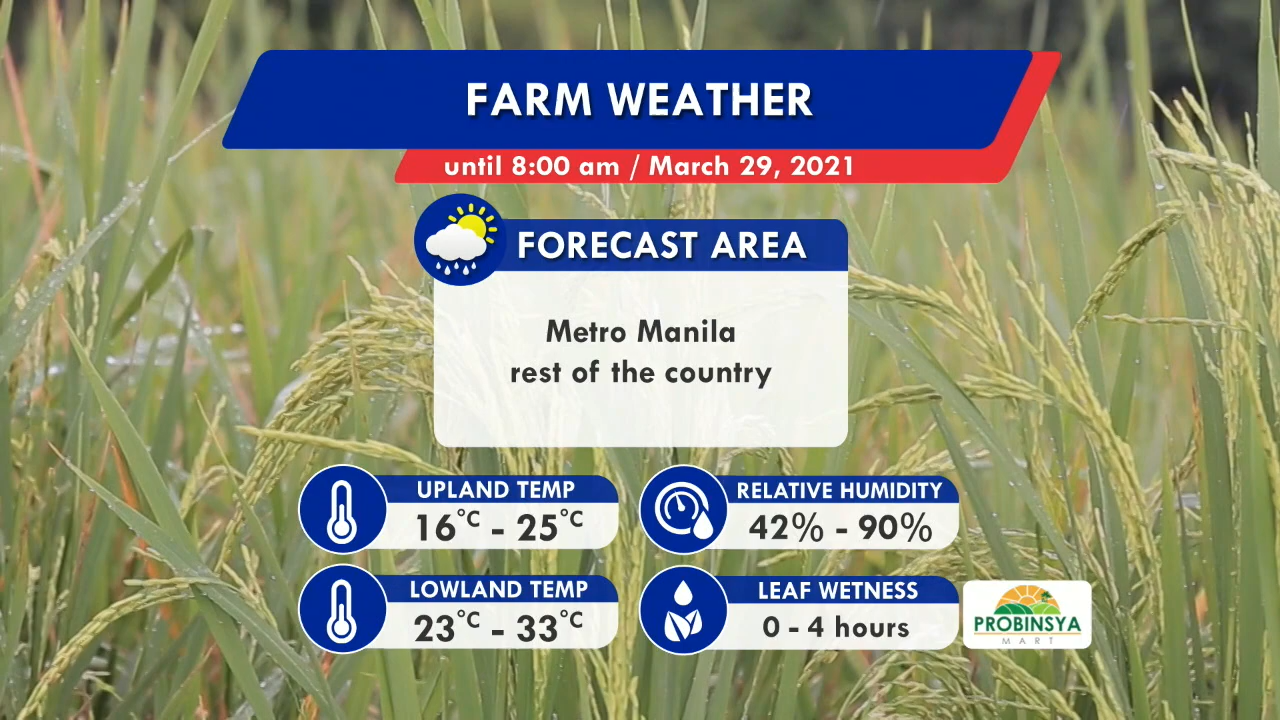 FARM WEATHER
until 8:00 am / March 29, 2021
FORECAST AREA
Metro Manila
rest of the country
UPLAND TEMP
16°C - 25°C
RELATIVE HUMIDITY
42% - 90%
LOWLAND TEMP
23°C - 33°C
LEAF WETNESS
0 - 4 hours
PROBINSYA
MART